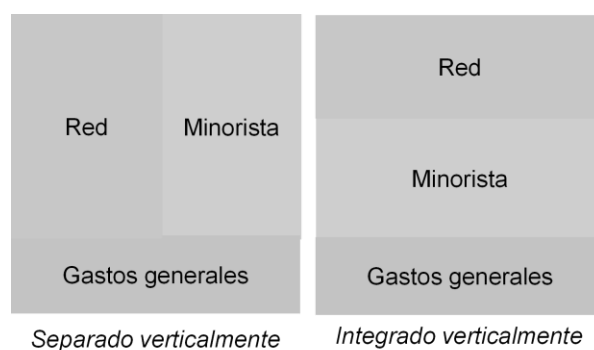 Red
Minorista
Gastos generales
Separado verticalmente
Red
Minorista
Gastos generales
Integrado verticalmente